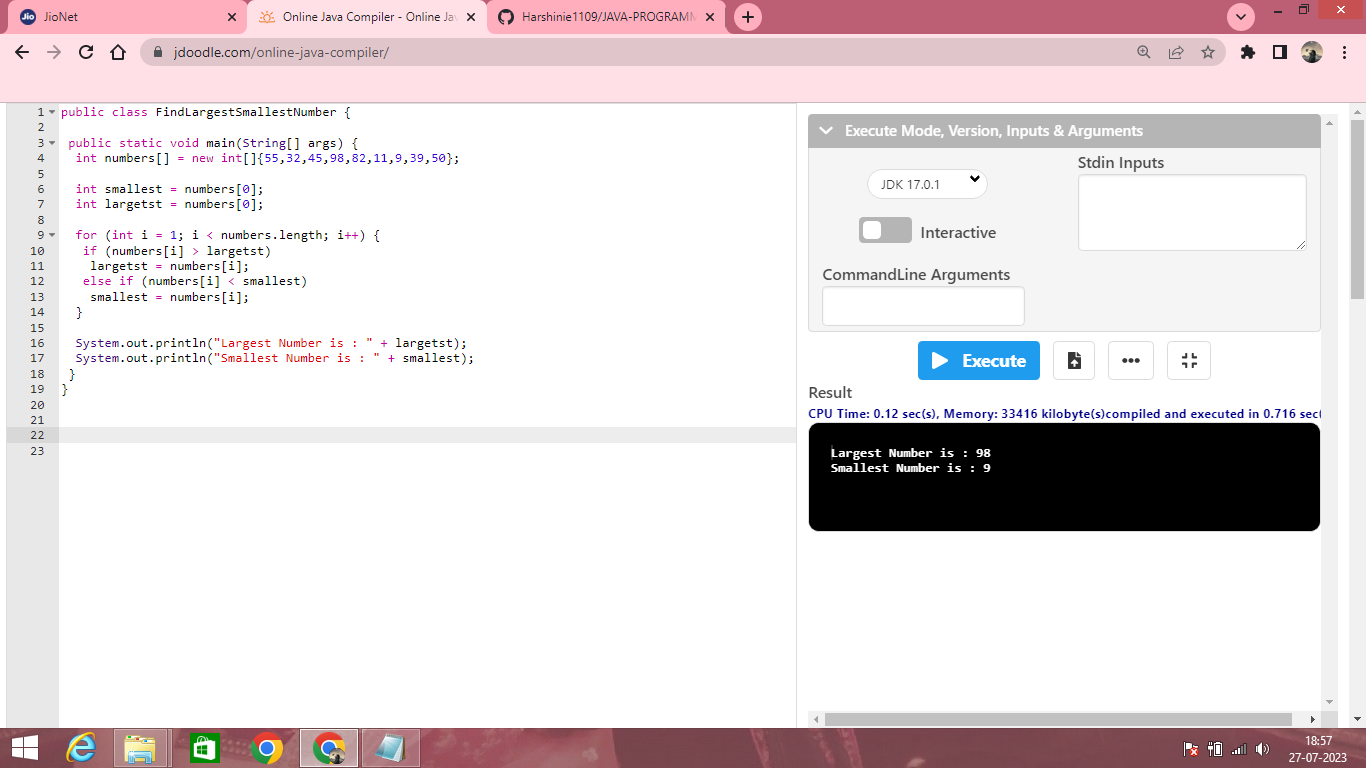 JioNet
Online Java Compiler - Online Ja
Harshinie1109/JAVA-PROGRAMM
jdoodle.com/online-java-compiler/
1 public class FindLargestSmallestNumber {
2
3 public static void main(String[] args) {
4 int numbers[] = new int[]{55,32,45,98,82,11,9,39,50};
5
6 int smallest = numbers[0];
7 int largetst = numbers[0];
8
9 for (int i = 1; i < numbers.length; i++) {
10 if (numbers[i] > largetst)
11 largetst = numbers[i];
12 else if (numbers[i] < smallest)
13 smallest = numbers[i];
14 }
15
16 System.out.println("Largest Number is : " + largetst);
17 System.out.println("Smallest Number is : " + smallest);
18 }
19 }
20
21
22
23
Execute Mode, Version, Inputs & Arguments
JDK 17.0.1
Stdin Inputs
Interactive
CommandLine Arguments
Execute
Result
CPU Time: 0.12 sec(s), Memory: 33416 kilobyte(s)compiled and executed in 0.716 sec(
Largest Number is : 98
Smallest Number is : 9
18:57
27-07-2023